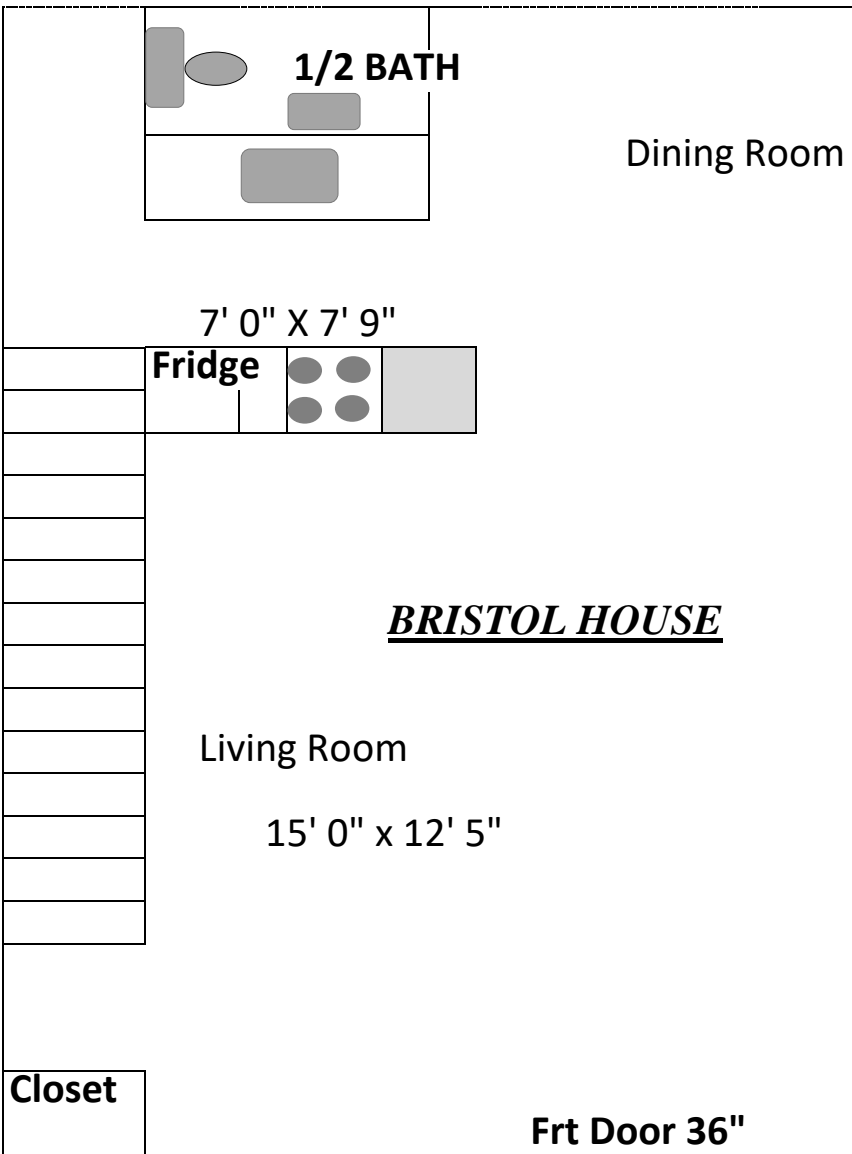 1/2 BATH
Dining Room
7' 0" X 7' 9"
Fridge
BRISTOL HOUSE
Living Room
15' 0" x 12' 5"
Closet
Frt Door 36"